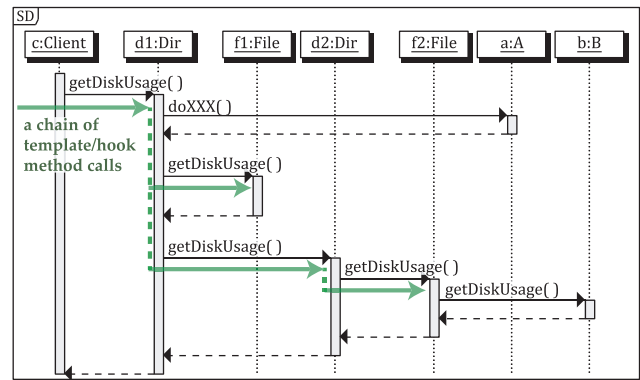 SD
c:Client d1:Dir f1:File d2:Dir f2:File a:A b:B
getDiskUsage( )
doXXX( )
a chain of
template/hook
method calls
getDiskUsage( )
getDiskUsage( )
getDiskUsage( )
getDiskUsage( )